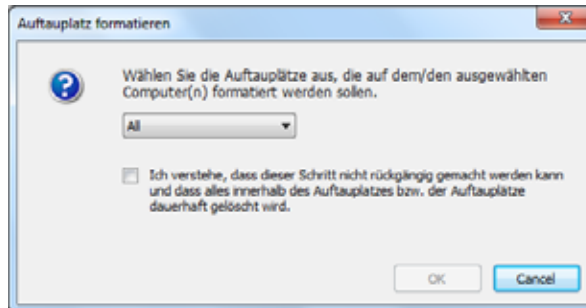 Auftauplatz formatieren
Wählen Sie die Auftauplätze aus, die auf dem/den ausgewählten
Computer(n) formatiert werden sollen.
All
Ich verstehe, dass dieser Schritt nicht rückgängig gemacht werden kann
und dass alles innerhalb des Auftauplatzes bzw. der Auftauplätze
dauerhaft gelöscht wird.
OK
Cancel